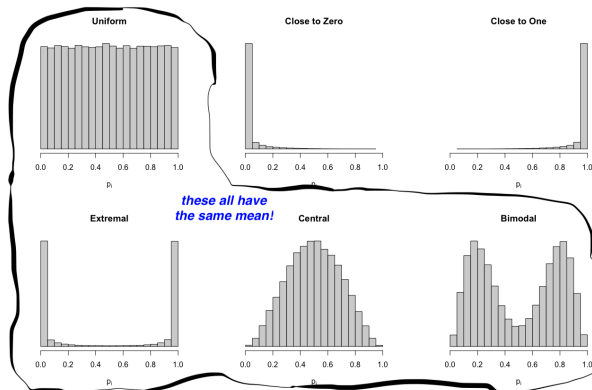 Uniform
Close to Zero
Close to One
0.0 0.2 0.4 0.6 0.8 1.0
0.0 0.2 0.4 0.6 0.8 1.0
0.0 0.2 0.4 0.6 0.8 1.0
pᵢ
pᵢ
pᵢ
these all have
the same mean!
Extremal
Central
Bimodal
0.0 0.2 0.4 0.6 0.8 1.0
0.0 0.2 0.4 0.6 0.8 1.0
0.0 0.2 0.4 0.6 0.8 1.0
pᵢ
pᵢ
pᵢ